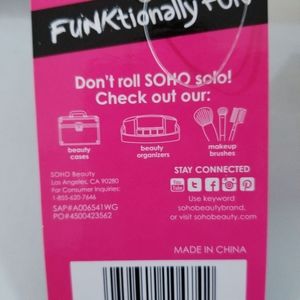 FUNKtionally Fun
Don't roll SOHO solo!
Check out our:
beauty
cases
beauty
organizers
makeup
brushes
SOHO Beauty
Los Angeles, CA 90280
For Consumer Inquiries:
1-855-620-7646
SAP#A006541WG
PO#4500423562
STAY CONNECTED
You Tube
Use keyword
sohobeautybrand,
or visit sohobeauty.com.
MADE IN CHINA